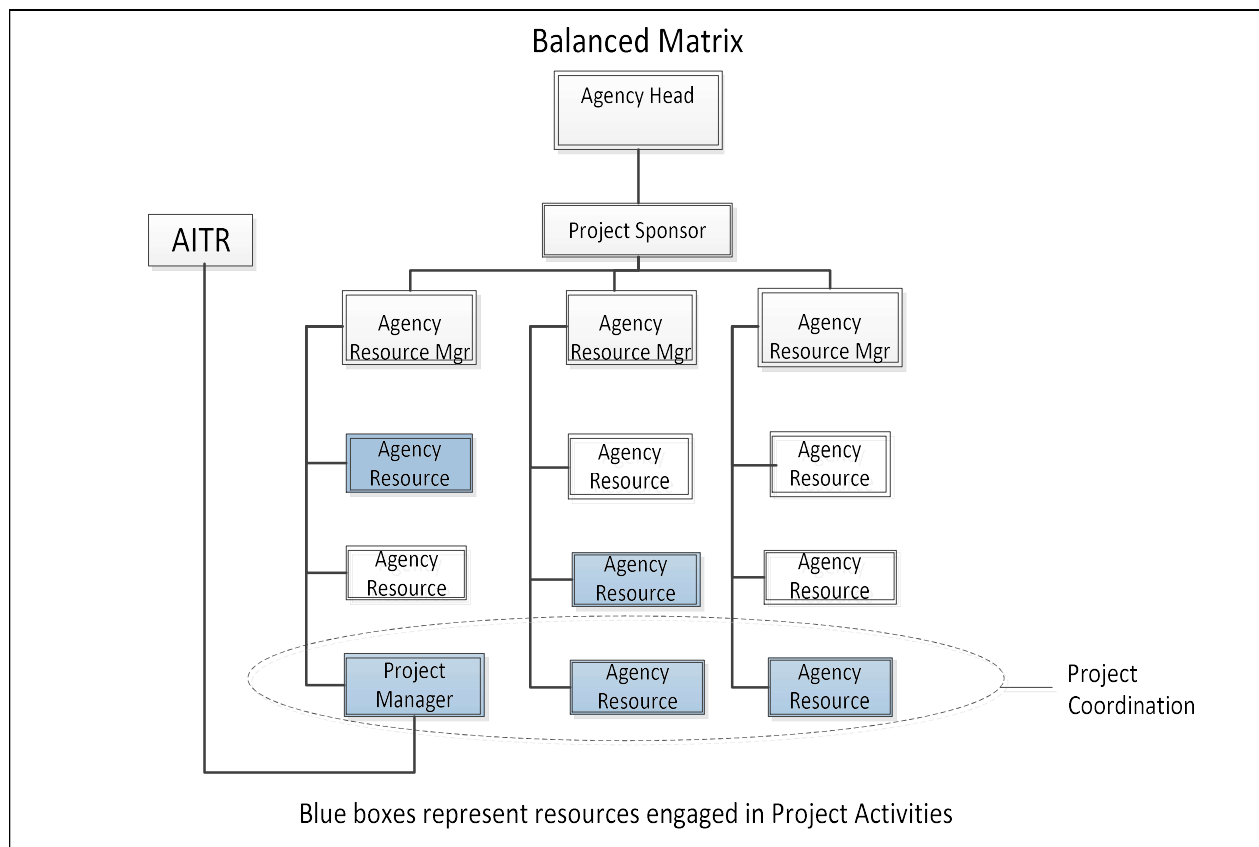 Balanced Matrix
Agency Head
Project Sponsor
AITR
Agency
Resource Mgr
Agency
Resource Mgr
Agency
Resource Mgr
Agency
Resource
Agency
Resource
Agency
Resource
Agency
Resource
Agency
Resource
Agency
Resource
Project
Manager
Agency
Resource
Agency
Resource
Project
Coordination
Blue boxes represent resources engaged in Project Activities